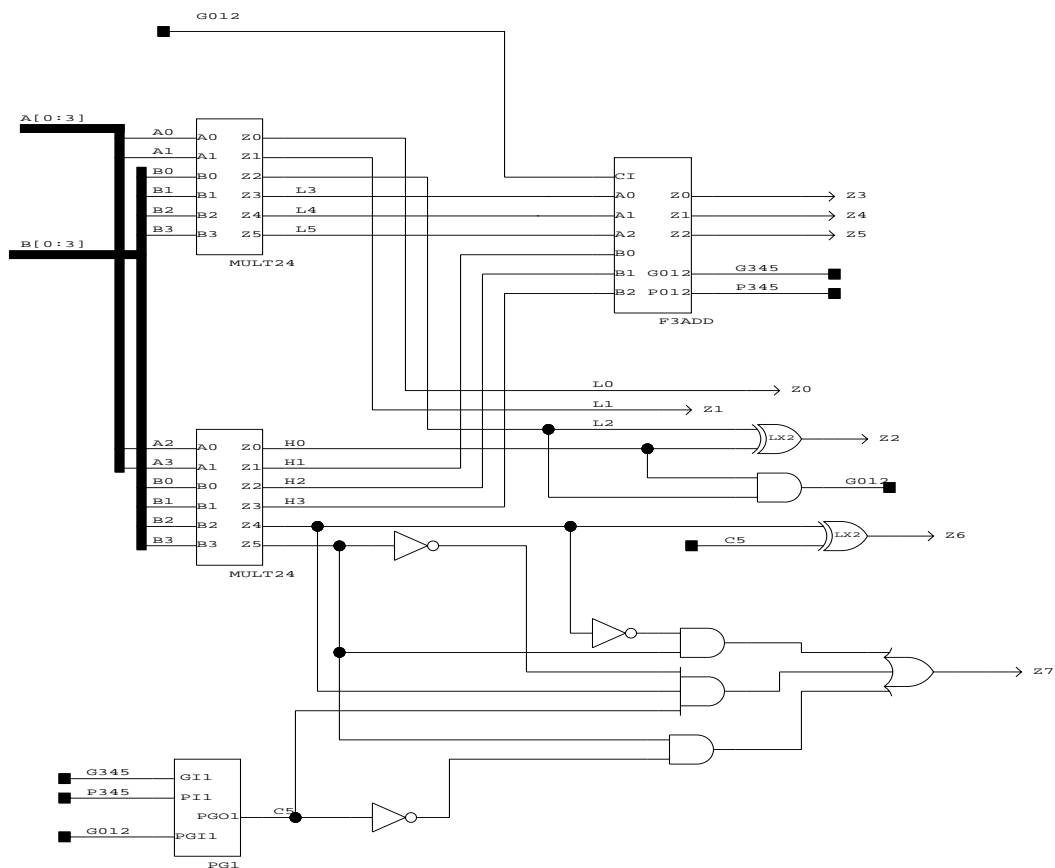 G012
A[0:3]
A0 A0 Z0
A1 A1 Z1
B0 B0 Z2
B1 B1 Z3 L3
B2 B2 Z4 L4
B3 B3 Z5 L5
MULT24
B[0:3]
CI
A0 Z0 Z3
A1 Z1 Z4
A2 Z2 Z5
B0
B1 G012 G345
B2 P012 P345
F3ADD
L0 Z0
L1 Z1
L2
LX2 Z2
A2 A0 Z0 H0
A3 A1 Z1 H1
B0 B0 Z2 H2
B1 B1 Z3 H3
B2 B2 Z4
B3 B3 Z5
MULT24
G012
C5 LX2 Z6
Z7
G345 GI1
P345 PI1
PGO1 C5
G012 PGI1
PG1